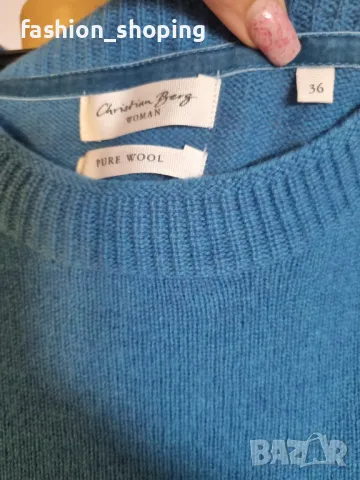 fashion_shoping
Christian Berg
WOMAN
36
PURE WOOL
BAZAR